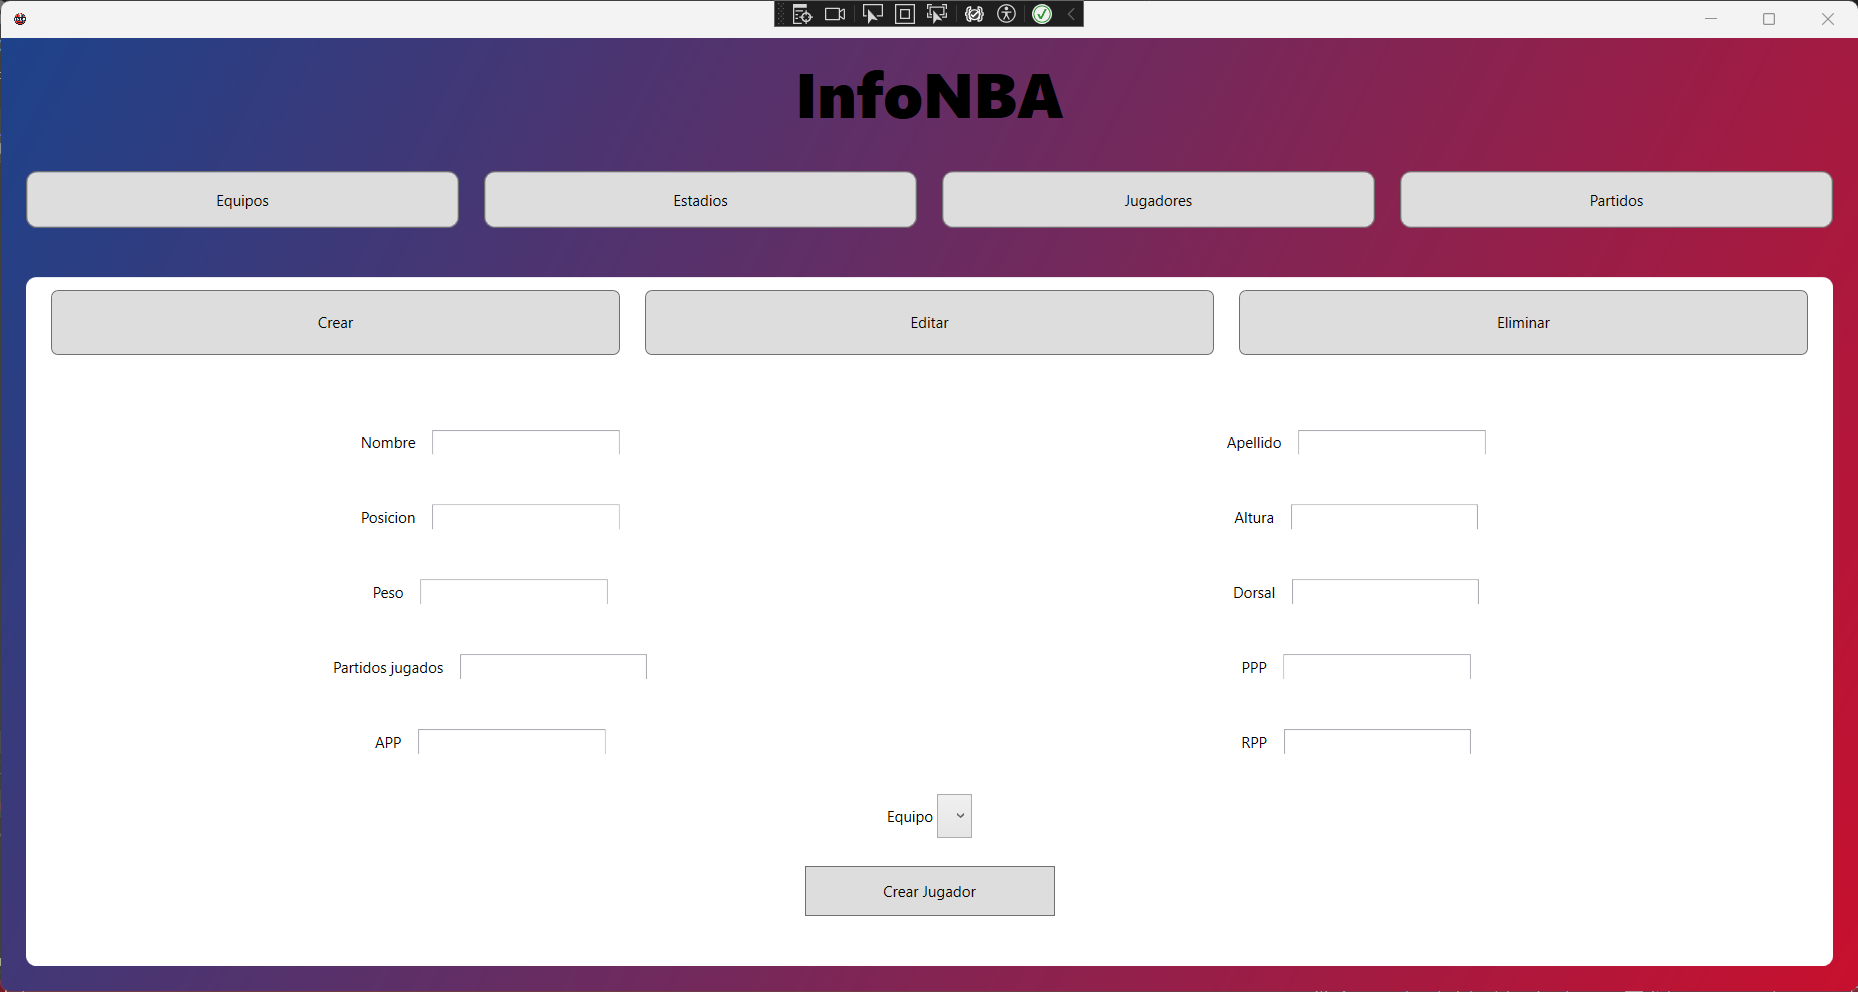 InfoNBA
Equipos Estadios Jugadores Partidos
Crear Editar Eliminar
Nombre Apellido
Posicion Altura
Peso Dorsal
Partidos jugados PPP
APP RPP
Equipo
Crear Jugador